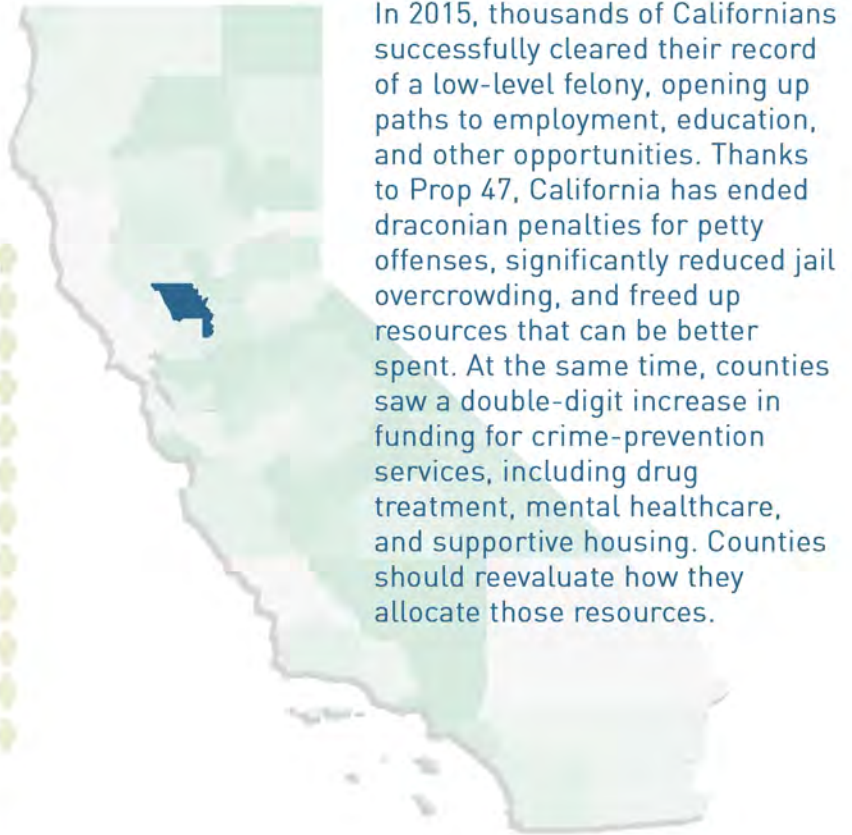 In 2015, thousands of Californians
successfully cleared their record
of a low-level felony, opening up
paths to employment, education,
and other opportunities. Thanks
to Prop 47, California has ended
draconian penalties for petty
offenses, significantly reduced jail
overcrowding, and freed up
resources that can be better
spent. At the same time, counties
saw a double-digit increase in
funding for crime-prevention
services, including drug
treatment, mental healthcare,
and supportive housing. Counties
should reevaluate how they
allocate those resources.